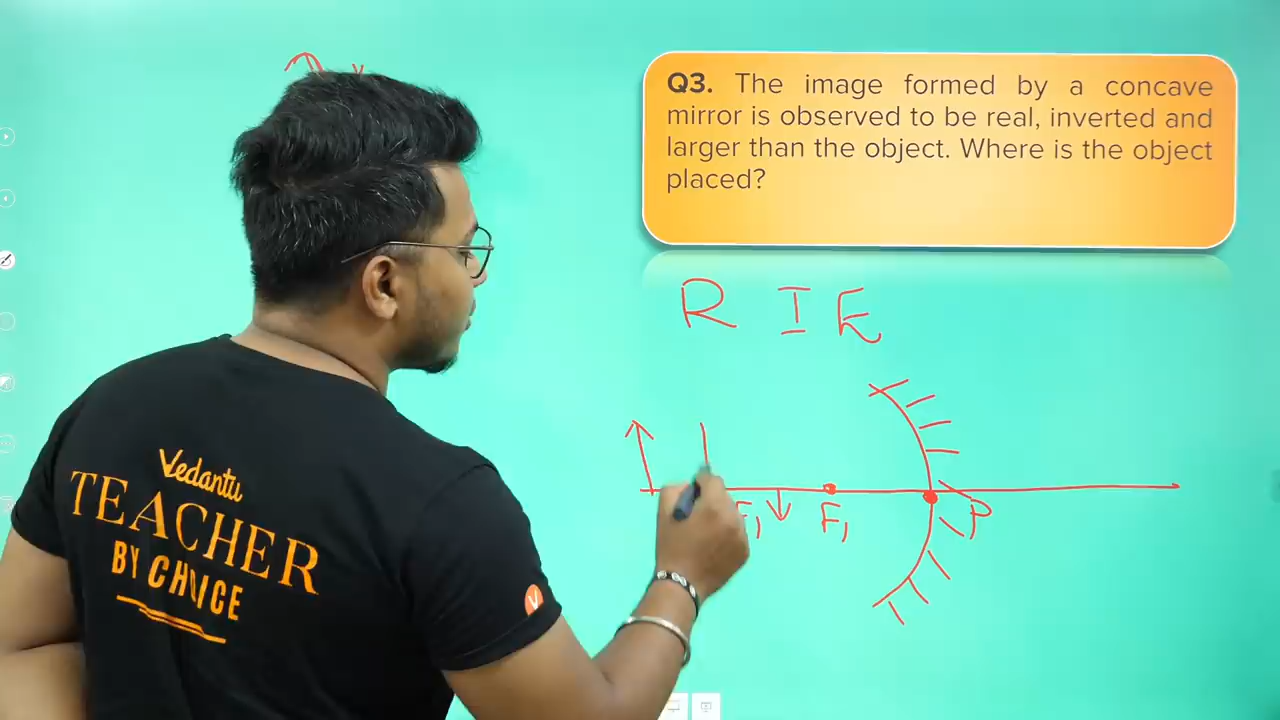 Q3. The image formed by a concave
mirror is observed to be real, inverted and
larger than the object. Where is the object
placed?
R I E
F₁ F₁ P
Vedantu
TEACHER
BY CHOICE
V